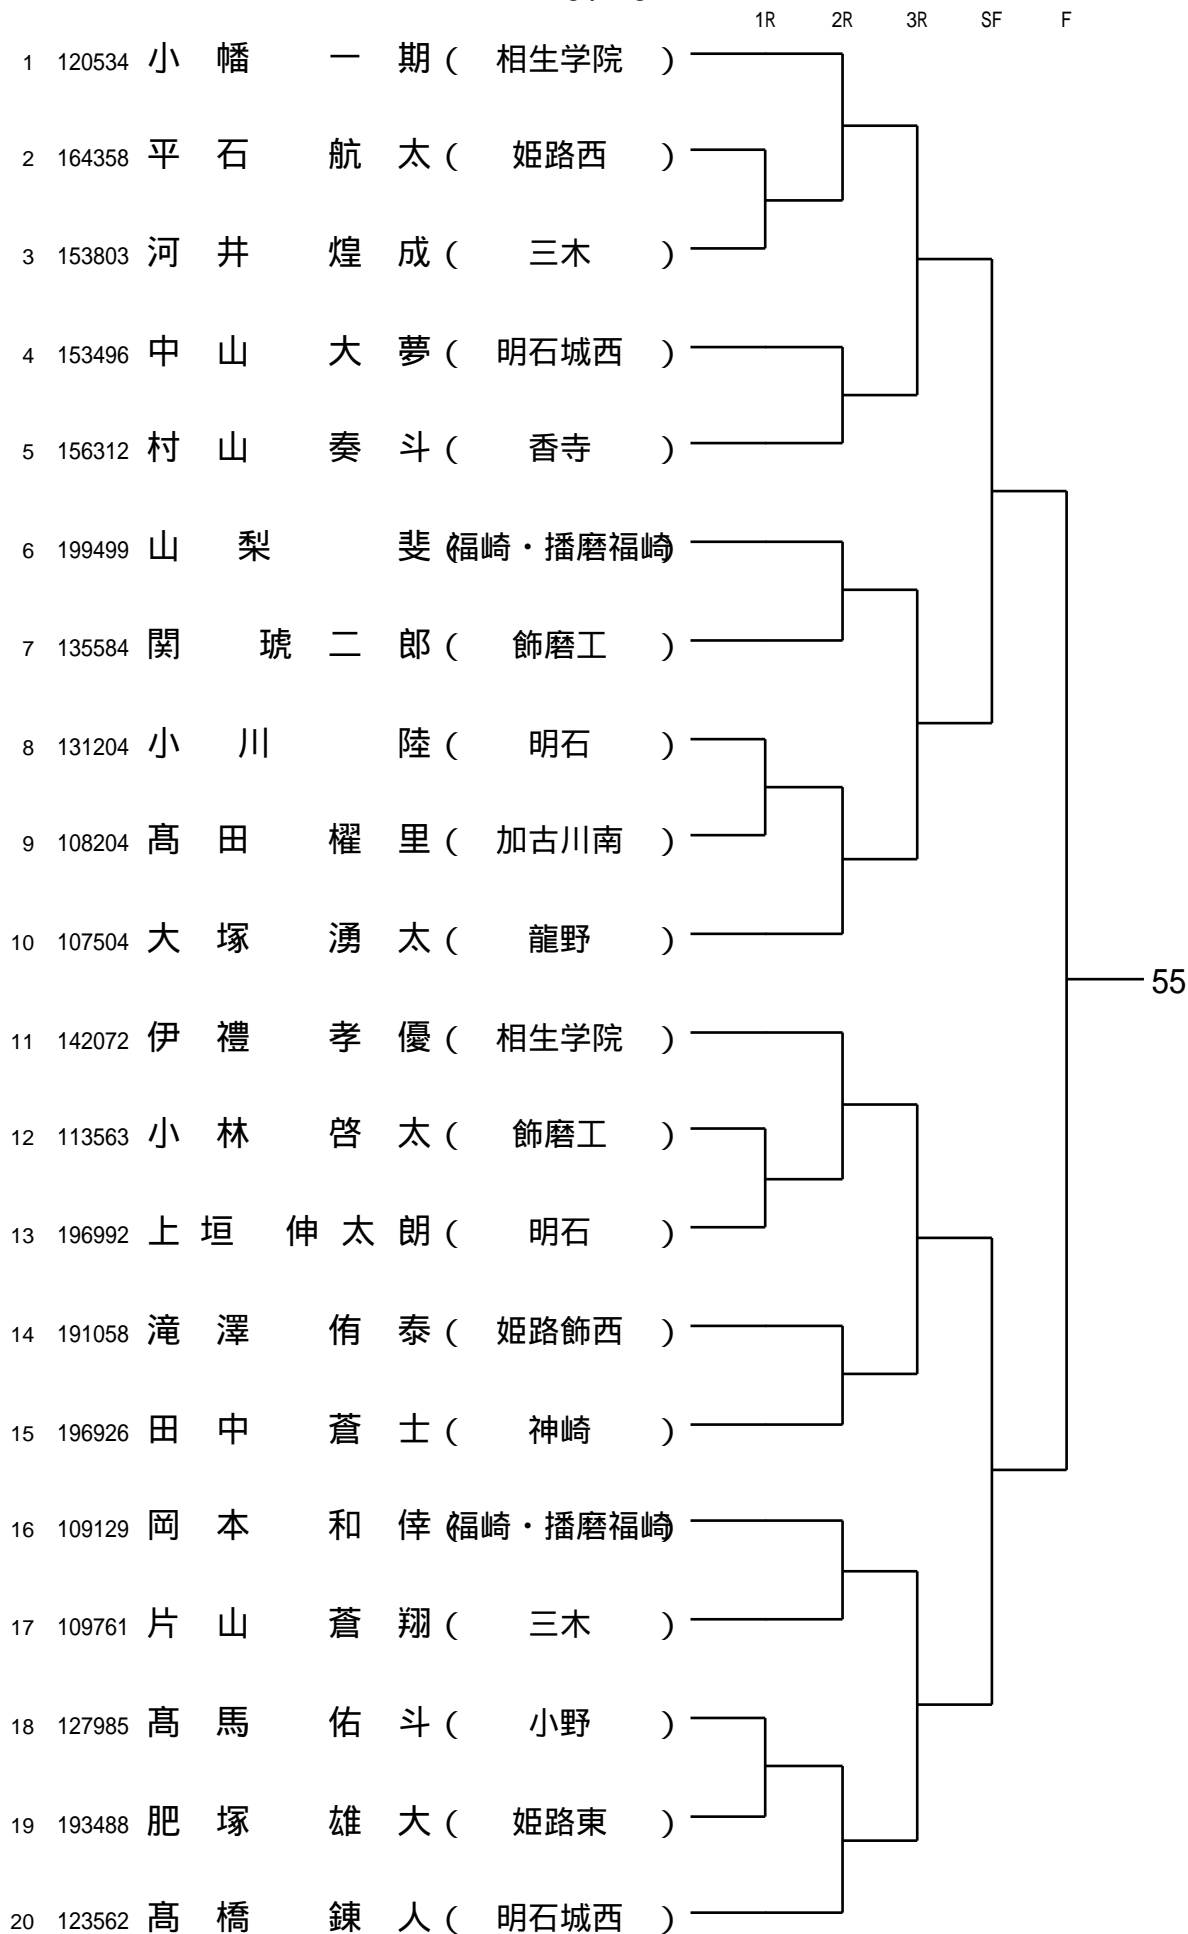 1R 2R 3R SF F
1 120534 小幡 一期 ( 相生学院 )
2 164358 平石 航太 ( 姫路西 )
3 153803 河井 煌成 ( 三木 )
4 153496 中山 大夢 ( 明石城西 )
5 156312 村山 奏斗 ( 香寺 )
6 199499 山梨 斐 (福崎・播磨福崎)
7 135584 関 琥二郎 ( 飾磨工 )
8 131204 小川 陸 ( 明石 )
9 108204 髙田 櫂里 ( 加古川南 )
10 107504 大塚 湧太 ( 龍野 )
55
11 142072 伊禮 孝優 ( 相生学院 )
12 113563 小林 啓太 ( 飾磨工 )
13 196992 上垣 伸太朗 ( 明石 )
14 191058 滝澤 侑泰 ( 姫路飾西 )
15 196926 田中 蒼士 ( 神崎 )
16 109129 岡本 和倖 (福崎・播磨福崎)
17 109761 片山 蒼翔 ( 三木 )
18 127985 髙馬 佑斗 ( 小野 )
19 193488 肥塚 雄大 ( 姫路東 )
20 123562 髙橋 錬人 ( 明石城西 )